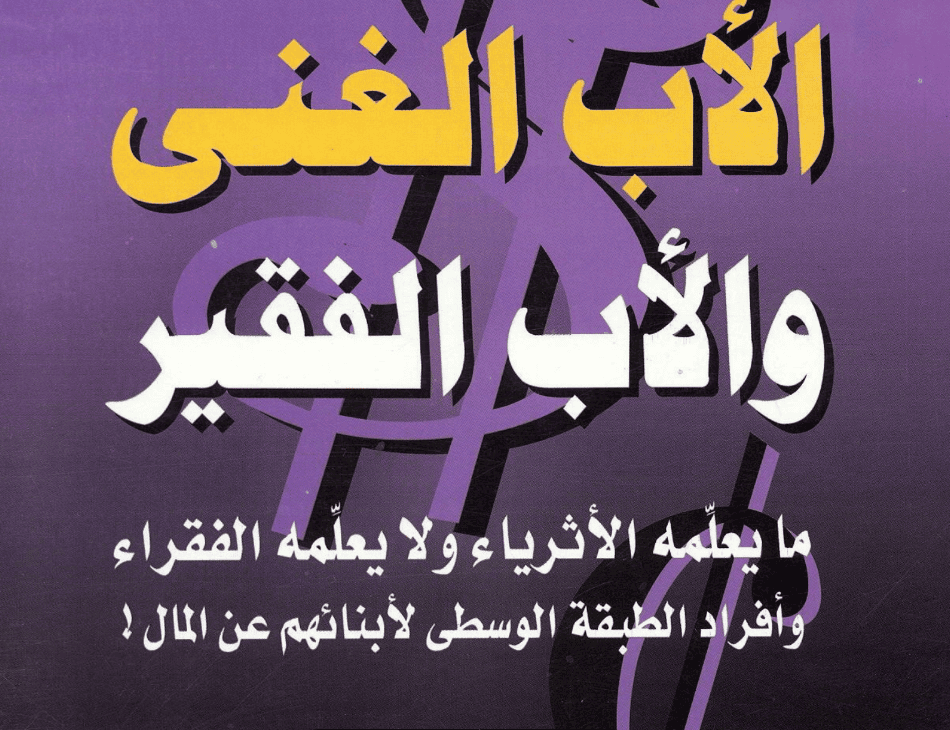 الأب الغنى
والأب الفقير
ما يعلّمه الأثرياء ولا يعلّمه الفقراء
وأفراد الطبقة الوسطى لأبنائهم عن المال !